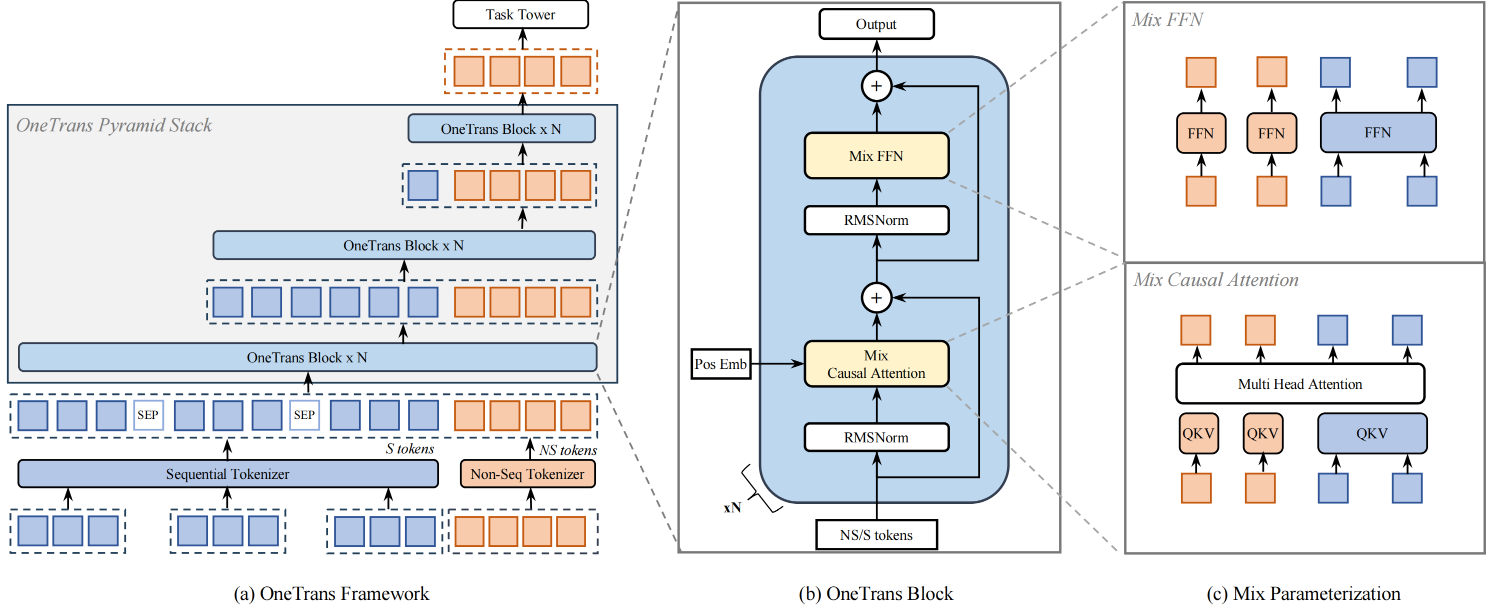 Task Tower
OneTrans Pyramid Stack
OneTrans Block x N
OneTrans Block x N
OneTrans Block x N
SEP
SEP
S tokens
NS tokens
Sequential Tokenizer
Non-Seq Tokenizer
(a) OneTrans Framework
Output
+
Mix FFN
RMSNorm
+
Pos Emb
Mix
Causal Attention
RMSNorm
xN
NS/S tokens
(b) OneTrans Block
Mix FFN
FFN
FFN
FFN
Mix Causal Attention
Multi Head Attention
QKV
QKV
QKV
(c) Mix Parameterization